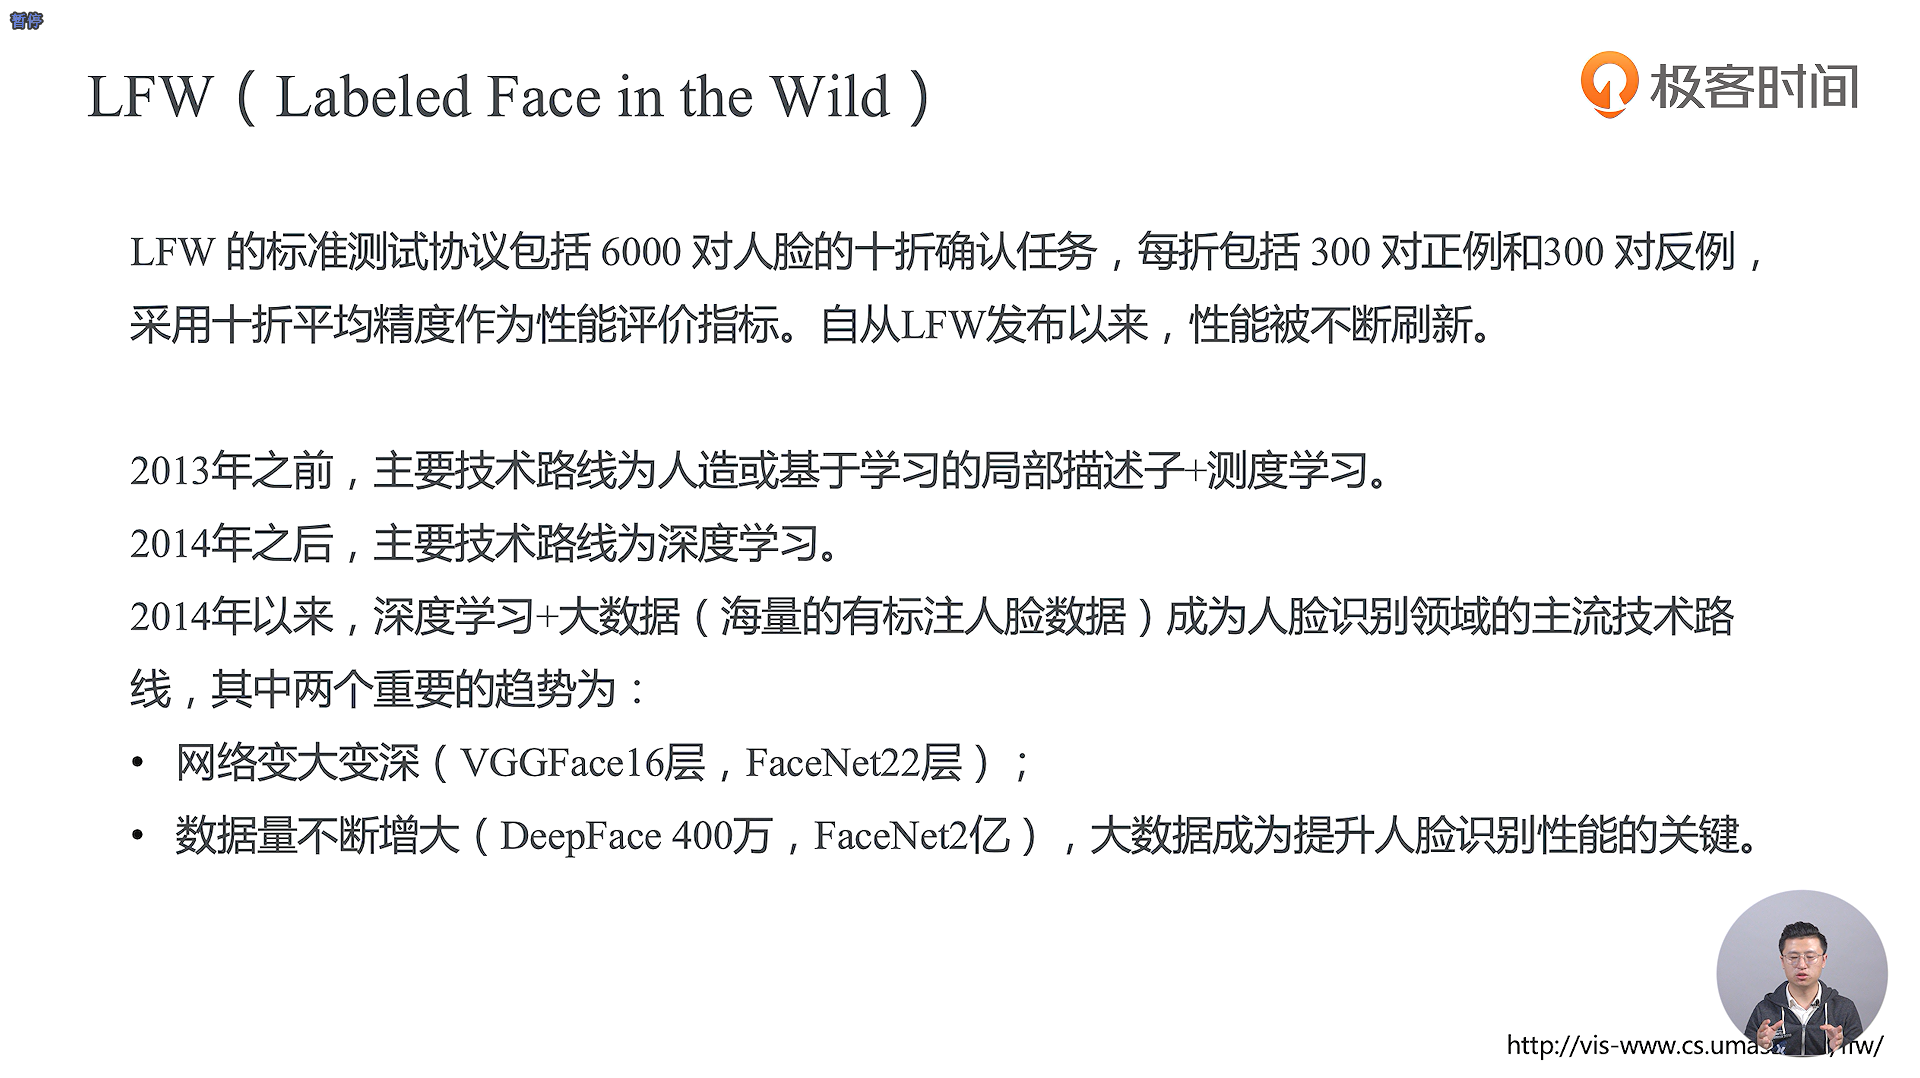 暂停
LFW（Labeled Face in the Wild）
极客时间
LFW 的标准测试协议包括 6000 对人脸的十折确认任务，每折包括 300 对正例和300 对反例，
采用十折平均精度作为性能评价指标。自从LFW发布以来，性能被不断刷新。
2013年之前，主要技术路线为人造或基于学习的局部描述子+测度学习。
2014年之后，主要技术路线为深度学习。
2014年以来，深度学习+大数据（海量的有标注人脸数据）成为人脸识别领域的主流技术路
线，其中两个重要的趋势为：
• 网络变大变深（VGGFace16层，FaceNet22层）；
• 数据量不断增大（DeepFace 400万，FaceNet2亿），大数据成为提升人脸识别性能的关键。
http://vis-www.cs.umas